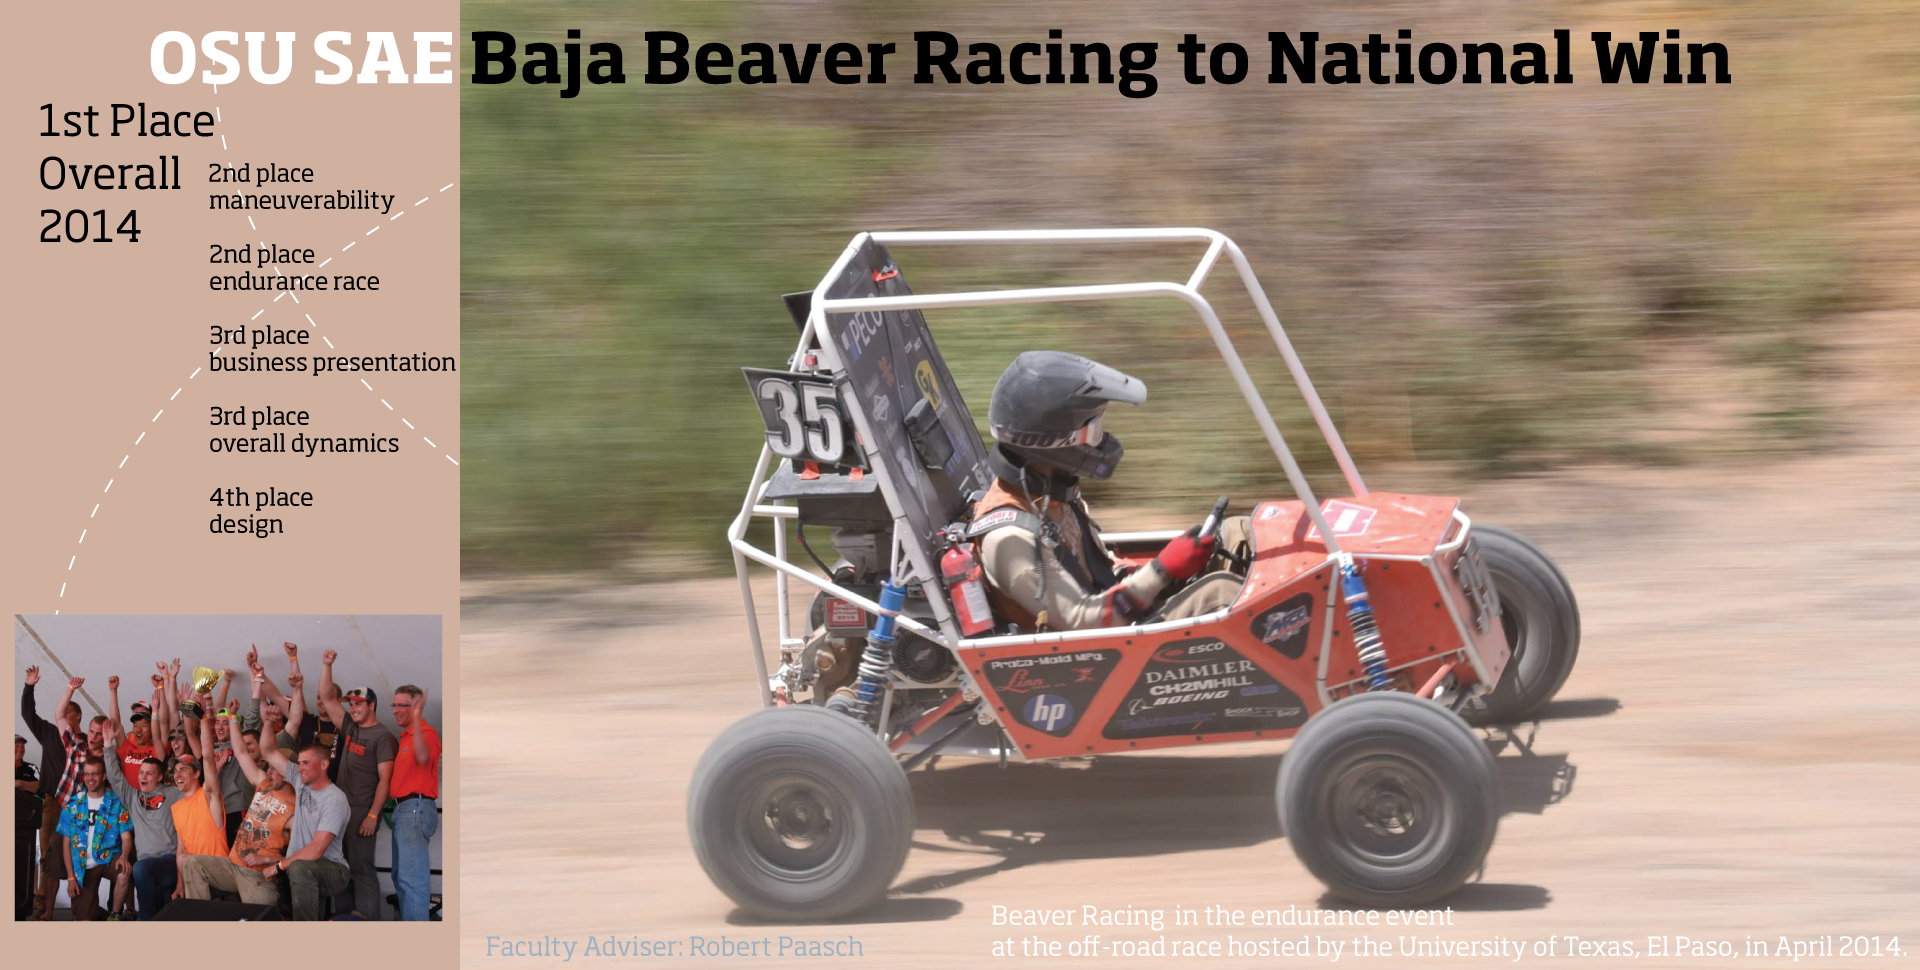 OSU SAE Baja Beaver Racing to National Win
1st Place
Overall
2014
2nd place
maneuverability
2nd place
endurance race
3rd place
business presentation
3rd place
overall dynamics
4th place
design
PECO
35
100%
Proto-Mold Mfg.
Linn
hp
ESCO
DAIMLER
CH2MHILL
BOEING
Beaver Racing in the endurance event
at the off-road race hosted by the University of Texas, El Paso, in April 2014.
Faculty Adviser: Robert Paasch